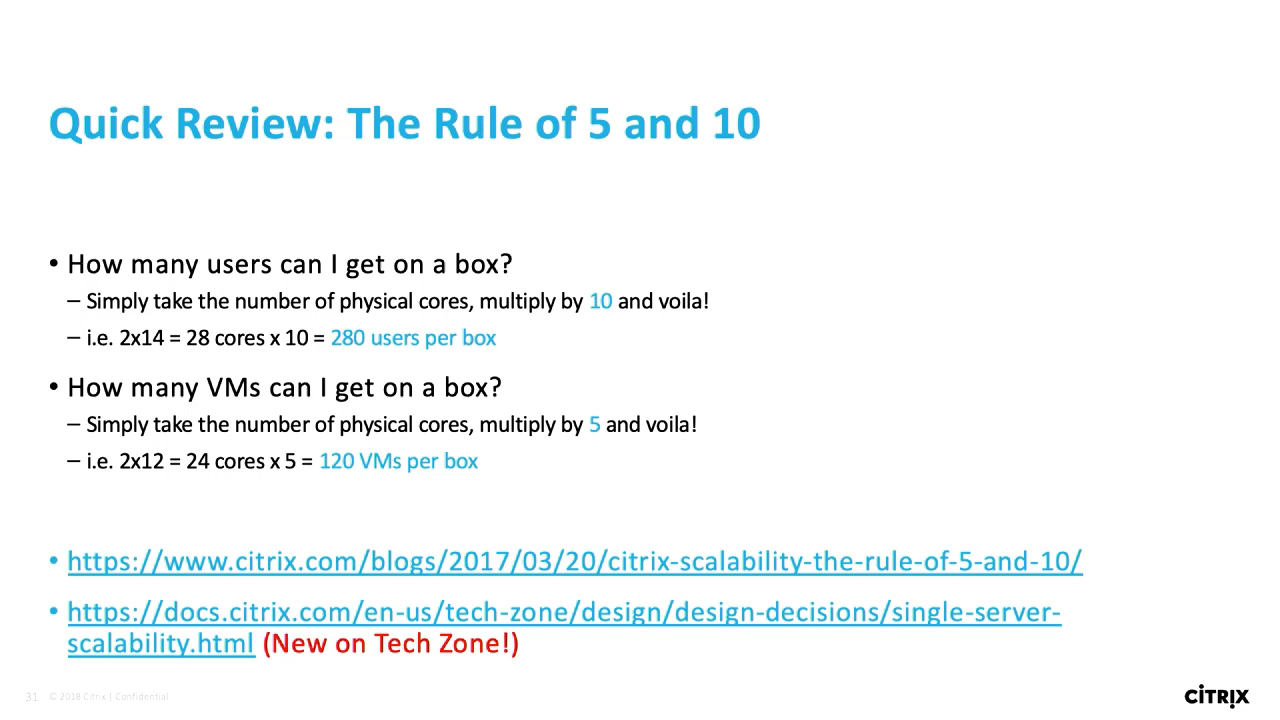 Quick Review: The Rule of 5 and 10
• How many users can I get on a box?
– Simply take the number of physical cores, multiply by 10 and voila!
– i.e. 2x14 = 28 cores x 10 = 280 users per box
• How many VMs can I get on a box?
– Simply take the number of physical cores, multiply by 5 and voila!
– i.e. 2x12 = 24 cores x 5 = 120 VMs per box
• https://www.citrix.com/blogs/2017/03/20/citrix-scalability-the-rule-of-5-and-10/
• https://docs.citrix.com/en-us/tech-zone/design/design-decisions/single-server-
scalability.html (New on Tech Zone!)
31 © 2018 Citrix | Confidential
CITRIX